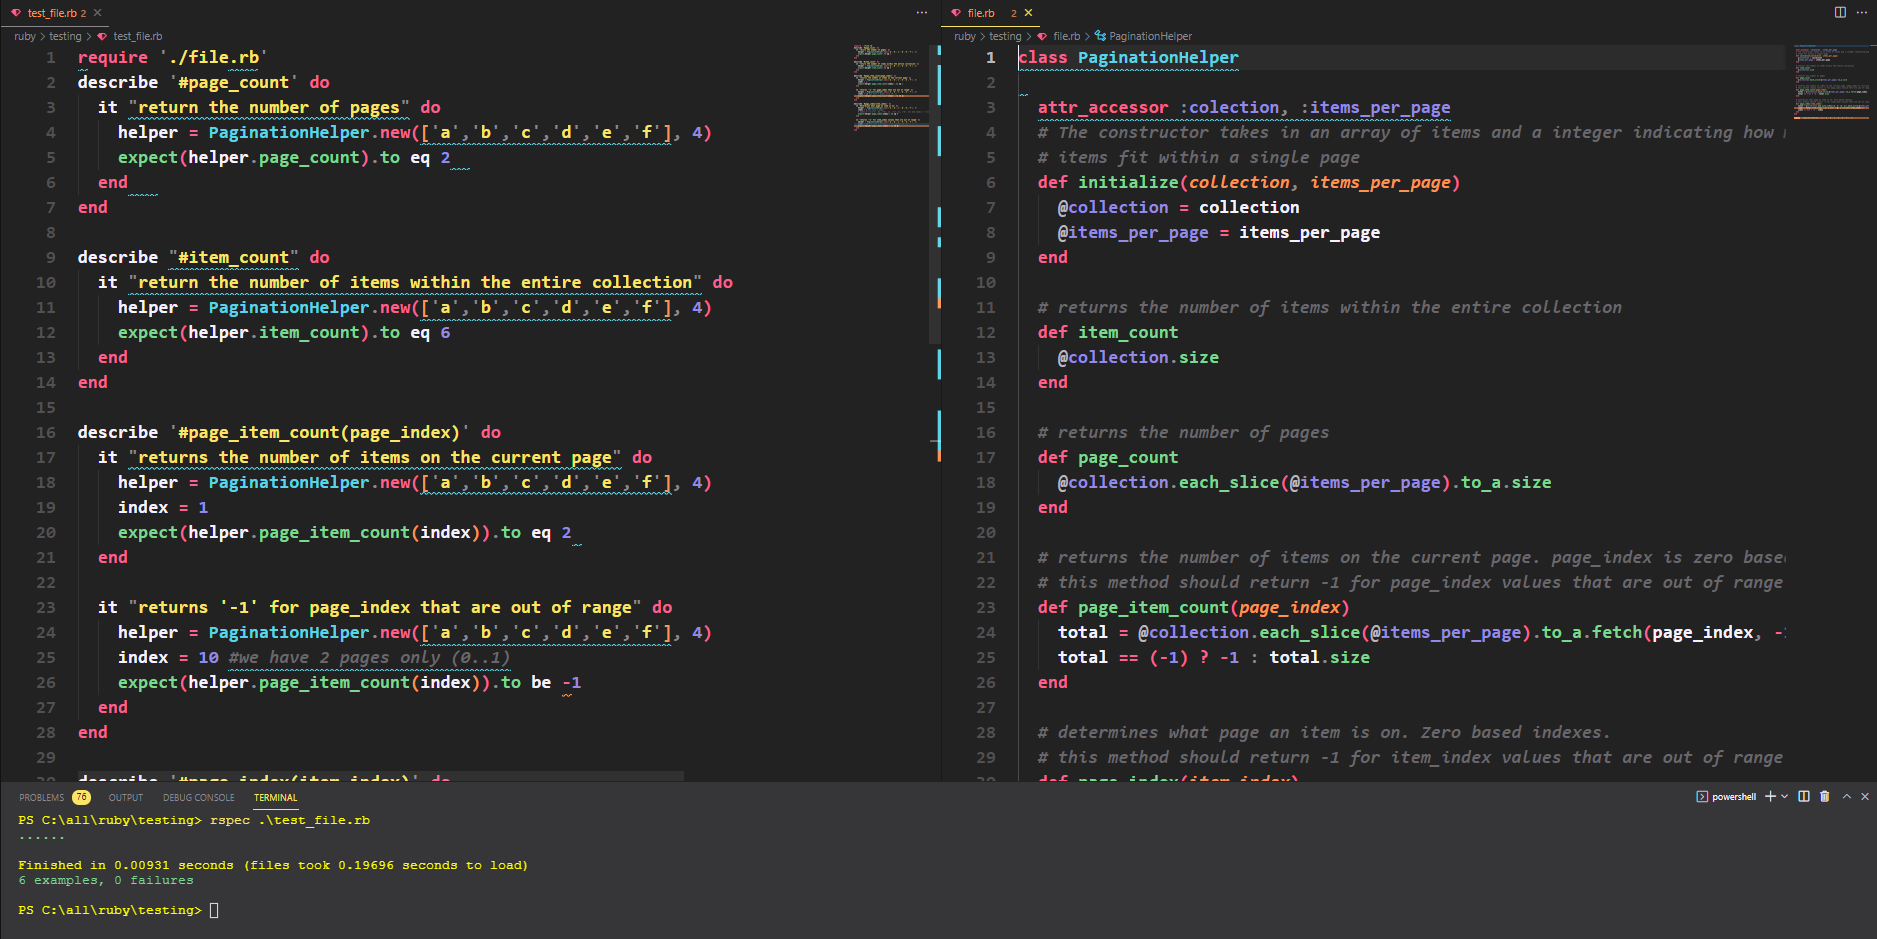 test_file.rb 2
ruby > testing > test_file.rb
1 require './file.rb'
2 describe '#page_count' do
3 it "return the number of pages" do
4 helper = PaginationHelper.new(['a','b','c','d','e','f'], 4)
5 expect(helper.page_count).to eq 2
6 end
7 end
8
9 describe "#item_count" do
10 it "return the number of items within the entire collection" do
11 helper = PaginationHelper.new(['a','b','c','d','e','f'], 4)
12 expect(helper.item_count).to eq 6
13 end
14 end
15
16 describe '#page_item_count(page_index)' do
17 it "returns the number of items on the current page" do
18 helper = PaginationHelper.new(['a','b','c','d','e','f'], 4)
19 index = 1
20 expect(helper.page_item_count(index)).to eq 2
21 end
22
23 it "returns '-1' for page_index that are out of range" do
24 helper = PaginationHelper.new(['a','b','c','d','e','f'], 4)
25 index = 10 #we have 2 pages only (0..1)
26 expect(helper.page_item_count(index)).to be -1
27 end
28 end
29
30 describe '#page_index(item_index)' do
file.rb 2
ruby > testing > file.rb > PaginationHelper
1 class PaginationHelper
2
3 attr_accessor :colection, :items_per_page
4 # The constructor takes in an array of items and a integer indicating how
5 # items fit within a single page
6 def initialize(collection, items_per_page)
7 @collection = collection
8 @items_per_page = items_per_page
9 end
10
11 # returns the number of items within the entire collection
12 def item_count
13 @collection.size
14 end
15
16 # returns the number of pages
17 def page_count
18 @collection.each_slice(@items_per_page).to_a.size
19 end
20
21 # returns the number of items on the current page. page_index is zero based
22 # this method should return -1 for page_index values that are out of range
23 def page_item_count(page_index)
24 total = @collection.each_slice(@items_per_page).to_a.fetch(page_index, -
25 total == (-1) ? -1 : total.size
26 end
27
28 # determines what page an item is on. Zero based indexes.
29 # this method should return -1 for item_index values that are out of range
30 def page_index(item_index)
PROBLEMS 76 OUTPUT DEBUG CONSOLE TERMINAL
powershell
PS C:\all\ruby\testing> rspec .\test_file.rb
......
Finished in 0.00931 seconds (files took 0.19696 seconds to load)
6 examples, 0 failures
PS C:\all\ruby\testing>